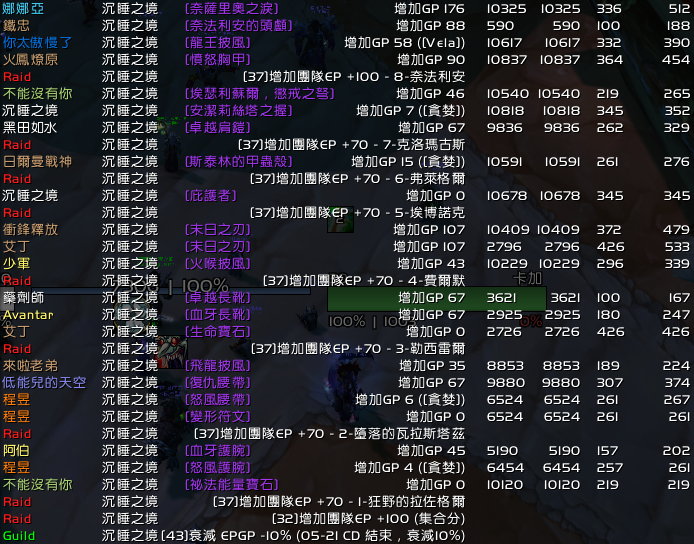 娜娜亞 沉睡之境 [奈薩里奧之淚] 增加GP 176 10325 10325 336 512
鐵忠 沉睡之境 [奈法利安的頭顱] 增加GP 88 590 590 100 188
你太傲慢了 沉睡之境 [龍王披風] 增加GP 58 ([Vela]) 10617 10617 332 390
火鳳燎原 沉睡之境 [憤怒胸甲] 增加GP 90 10837 10837 364 454
Raid 沉睡之境 [37]增加團隊EP +100 - 8-奈法利安
不能沒有你 沉睡之境 [埃瑟利蘇爾,懲戒之弩] 增加GP 46 10540 10540 219 265
沉睡之境 沉睡之境 [安潔莉絲塔之握] 增加GP 7 ([貪婪]) 10818 10818 345 352
黑田如水 沉睡之境 [卓越肩鎧] 增加GP 67 9836 9836 262 329
Raid 沉睡之境 [37]增加團隊EP +70 - 7-克洛瑪古斯
日爾曼戰神 沉睡之境 [斯泰林的甲蟲殼] 增加GP 15 ([貪婪]) 10591 10591 261 276
Raid 沉睡之境 [37]增加團隊EP +70 - 6-弗萊格爾
沉睡之境 沉睡之境 [庇護者] 增加GP 0 10678 10678 345 345
Raid 沉睡之境 [37]增加團隊EP +70 - 5-埃博諾克
衝鋒釋放 沉睡之境 [末日之刃] 增加GP 107 10409 10409 372 479
艾丁 沉睡之境 [末日之刃] 增加GP 107 2796 2796 426 533
少軍 沉睡之境 [火喉披風] 增加GP 43 10229 10229 296 339
Raid 沉睡之境 [37]增加團隊EP +70 - 4-費爾默 卡加
藥劑師 沉睡之境 [卓越長靴] 增加GP 67 3621 3621 100 167
Avantar 沉睡之境 [血牙長靴] 增加GP 67 2925 2925 180 247
艾丁 沉睡之境 [生命寶石] 增加GP 0 2726 2726 426 426
Raid 沉睡之境 [37]增加團隊EP +70 - 3-勒西雷爾
來啦老弟 沉睡之境 [飛龍披風] 增加GP 35 8853 8853 189 224
低能兒的天空 沉睡之境 [復仇腰帶] 增加GP 67 9880 9880 307 374
程昱 沉睡之境 [怒風腰帶] 增加GP 6 ([貪婪]) 6524 6524 261 267
程昱 沉睡之境 [變形符文] 增加GP 0 6524 6524 261 261
Raid 沉睡之境 [37]增加團隊EP +70 - 2-墮落的瓦拉斯塔茲
阿伯 沉睡之境 [血牙護腕] 增加GP 45 5190 5190 157 202
程昱 沉睡之境 [怒風護腕] 增加GP 4 ([貪婪]) 6454 6454 257 261
不能沒有你 沉睡之境 [祕法能量寶石] 增加GP 0 10120 10120 219 219
Raid 沉睡之境 [37]增加團隊EP +70 - 1-狂野的拉佐格爾
Raid 沉睡之境 [32]增加團隊EP +100 (集合分)
Guild 沉睡之境 [43]衰減 EPGP -10% (05-21 CD 結束,衰減10%)